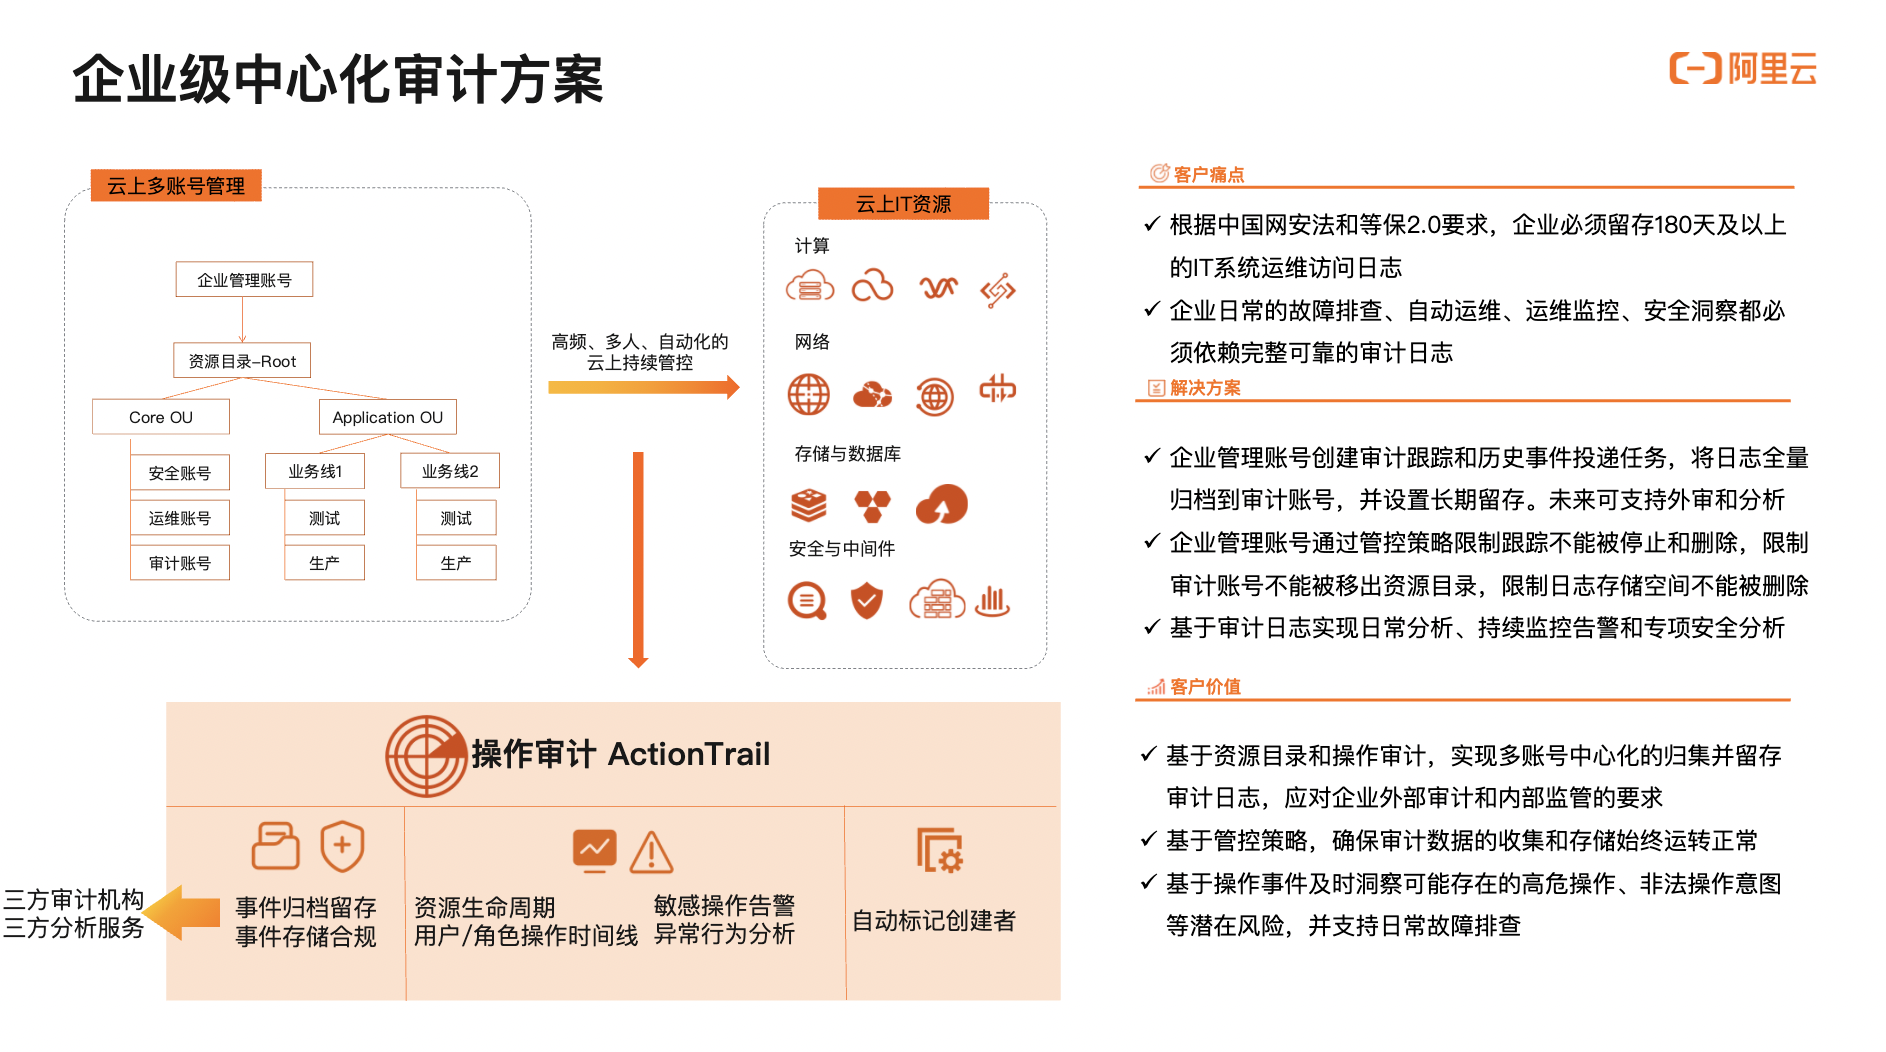 企业级中心化审计方案
阿里云
云上多账号管理
企业管理账号
资源目录-Root
Core OU
Application OU
安全账号
运维账号
审计账号
业务线1
测试
生产
业务线2
测试
生产
高频、多人、自动化的
云上持续管控
云上IT资源
计算
网络
存储与数据库
安全与中间件
操作审计 ActionTrail
三方审计机构
三方分析服务
事件归档留存
事件存储合规
资源生命周期
用户/角色操作时间线
敏感操作告警
异常行为分析
自动标记创建者
客户痛点
✓ 根据中国网安法和等保2.0要求，企业必须留存180天及以上
的IT系统运维访问日志
✓ 企业日常的故障排查、自动运维、运维监控、安全洞察都必
须依赖完整可靠的审计日志
解决方案
✓ 企业管理账号创建审计跟踪和历史事件投递任务，将日志全量
归档到审计账号，并设置长期留存。未来可支持外审和分析
✓ 企业管理账号通过管控策略限制跟踪不能被停止和删除，限制
审计账号不能被移出资源目录，限制日志存储空间不能被删除
✓ 基于审计日志实现日常分析、持续监控告警和专项安全分析
客户价值
✓ 基于资源目录和操作审计，实现多账号中心化的归集并留存
审计日志，应对企业外部审计和内部监管的要求
✓ 基于管控策略，确保审计数据的收集和存储始终运转正常
✓ 基于操作事件及时洞察可能存在的高危操作、非法操作意图
等潜在风险，并支持日常故障排查